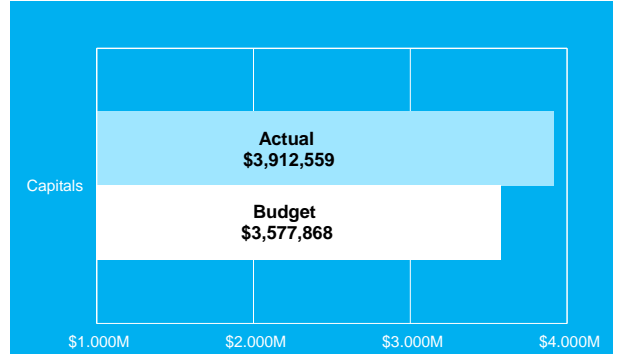 Actual
$3,912,559
Capitals
Budget
$3,577,868
$1.000M $2.000M $3.000M $4.000M